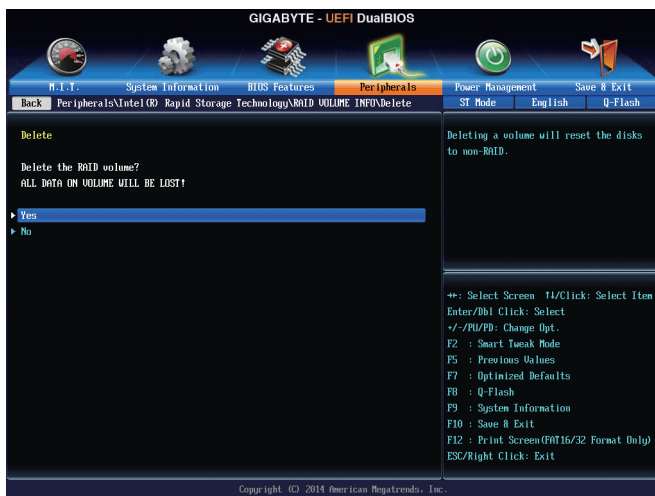 GIGABYTE - UEFI DualBIOS
M.I.T. System Information BIOS Features Peripherals Power Management Save & Exit
Back Peripherals\Intel(R) Rapid Storage Technology\RAID VOLUME INFO\Delete ST Mode English Q-Flash
Delete
Delete the RAID volume?
ALL DATA ON VOLUME WILL BE LOST!
Yes
No
Deleting a volume will reset the disks
to non-RAID.
→←: Select Screen ↑↓/Click: Select Item
Enter/Dbl Click: Select
+/-/PU/PD: Change Opt.
F2 : Smart Tweak Mode
F5 : Previous Values
F7 : Optimized Defaults
F8 : Q-Flash
F9 : System Information
F10 : Save & Exit
F12 : Print Screen(FAT16/32 Format Only)
ESC/Right Click: Exit
Copyright (C) 2014 American Megatrends, Inc.